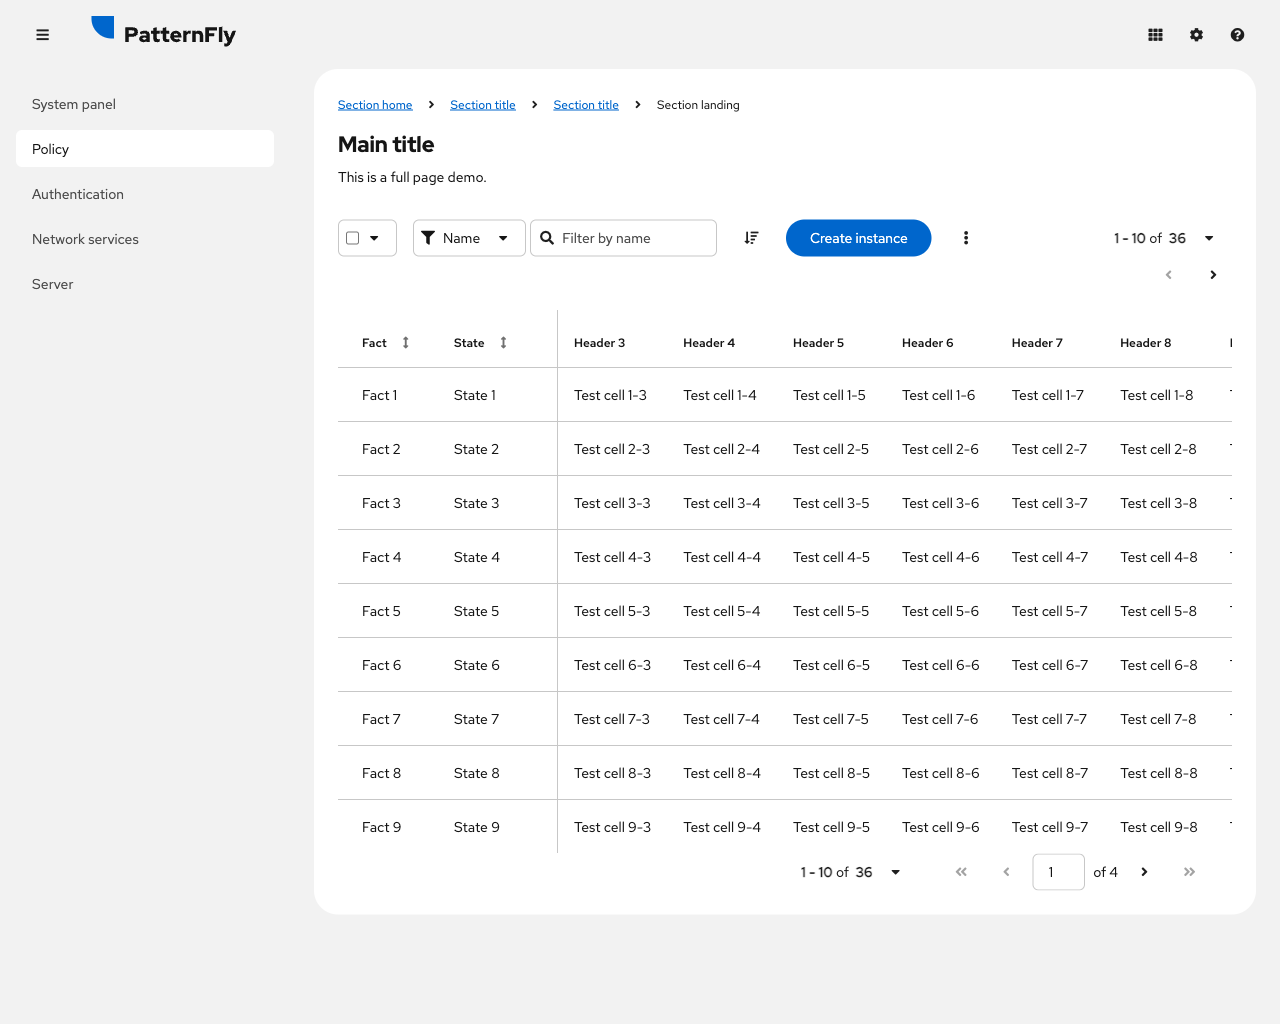 PatternFly
System panel
Policy
Authentication
Network services
Server
Section home Section title Section title Section landing
Main title
This is a full page demo.
Name Filter by name Create instance 1 - 10 of 36
Fact State Header 3 Header 4 Header 5 Header 6 Header 7 Header 8
Fact 1 State 1 Test cell 1-3 Test cell 1-4 Test cell 1-5 Test cell 1-6 Test cell 1-7 Test cell 1-8
Fact 2 State 2 Test cell 2-3 Test cell 2-4 Test cell 2-5 Test cell 2-6 Test cell 2-7 Test cell 2-8
Fact 3 State 3 Test cell 3-3 Test cell 3-4 Test cell 3-5 Test cell 3-6 Test cell 3-7 Test cell 3-8
Fact 4 State 4 Test cell 4-3 Test cell 4-4 Test cell 4-5 Test cell 4-6 Test cell 4-7 Test cell 4-8
Fact 5 State 5 Test cell 5-3 Test cell 5-4 Test cell 5-5 Test cell 5-6 Test cell 5-7 Test cell 5-8
Fact 6 State 6 Test cell 6-3 Test cell 6-4 Test cell 6-5 Test cell 6-6 Test cell 6-7 Test cell 6-8
Fact 7 State 7 Test cell 7-3 Test cell 7-4 Test cell 7-5 Test cell 7-6 Test cell 7-7 Test cell 7-8
Fact 8 State 8 Test cell 8-3 Test cell 8-4 Test cell 8-5 Test cell 8-6 Test cell 8-7 Test cell 8-8
Fact 9 State 9 Test cell 9-3 Test cell 9-4 Test cell 9-5 Test cell 9-6 Test cell 9-7 Test cell 9-8
1 - 10 of 36 1 of 4